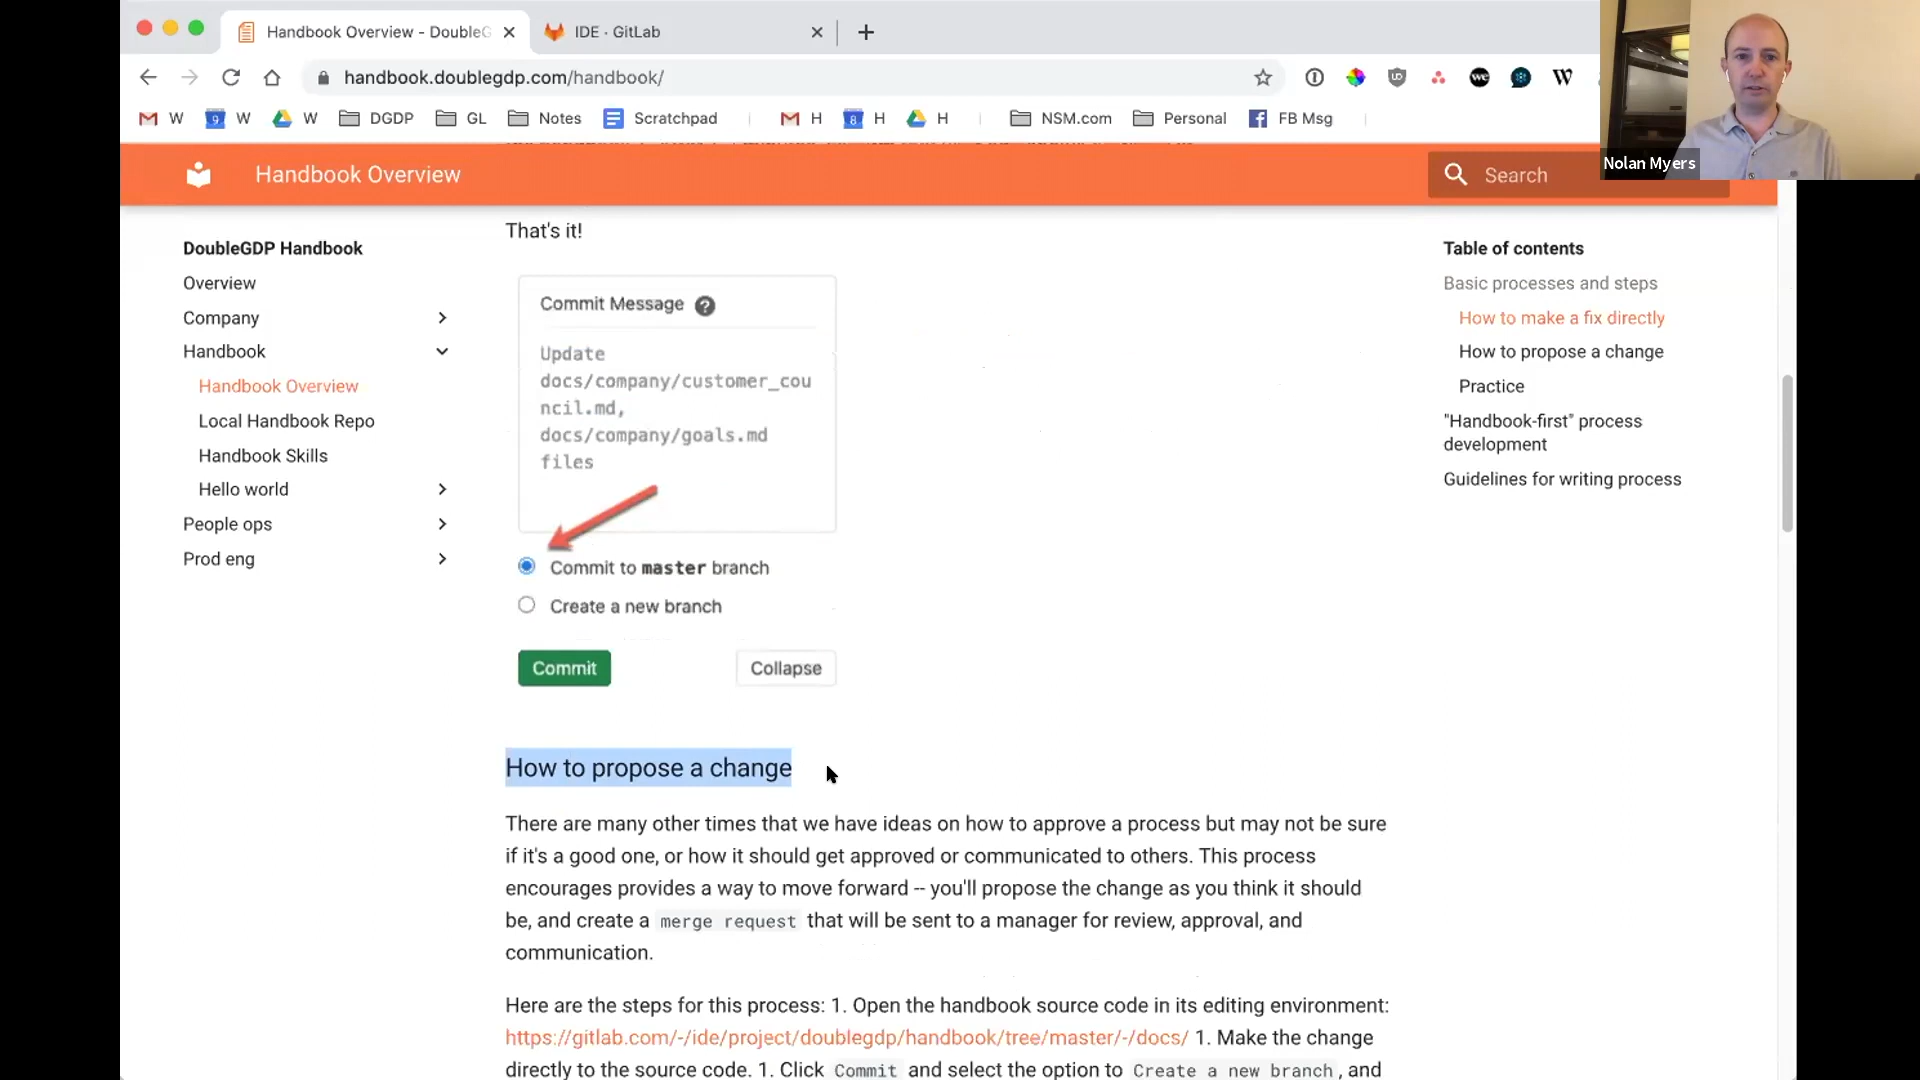 Handbook Overview - DoubleG
IDE · GitLab
handbook.doublegdp.com/handbook/
W
W
W
DGDP
GL
Notes
Scratchpad
H
H
H
NSM.com
Personal
FB Msg
Nolan Myers
Handbook Overview
Search
DoubleGDP Handbook
Overview
Company
Handbook
Handbook Overview
Local Handbook Repo
Handbook Skills
Hello world
People ops
Prod eng
That's it!
Commit Message
Update
docs/company/customer_cou
ncil.md,
docs/company/goals.md
files
Commit to master branch
Create a new branch
Commit
Collapse
How to propose a change
There are many other times that we have ideas on how to approve a process but may not be sure
if it's a good one, or how it should get approved or communicated to others. This process
encourages provides a way to move forward -- you'll propose the change as you think it should
be, and create a merge request that will be sent to a manager for review, approval, and
communication.
Here are the steps for this process: 1. Open the handbook source code in its editing environment:
https://gitlab.com/-/ide/project/doublegdp/handbook/tree/master/-/docs/ 1. Make the change
directly to the source code. 1. Click Commit and select the option to Create a new branch, and
Table of contents
Basic processes and steps
How to make a fix directly
How to propose a change
Practice
"Handbook-first" process
development
Guidelines for writing process